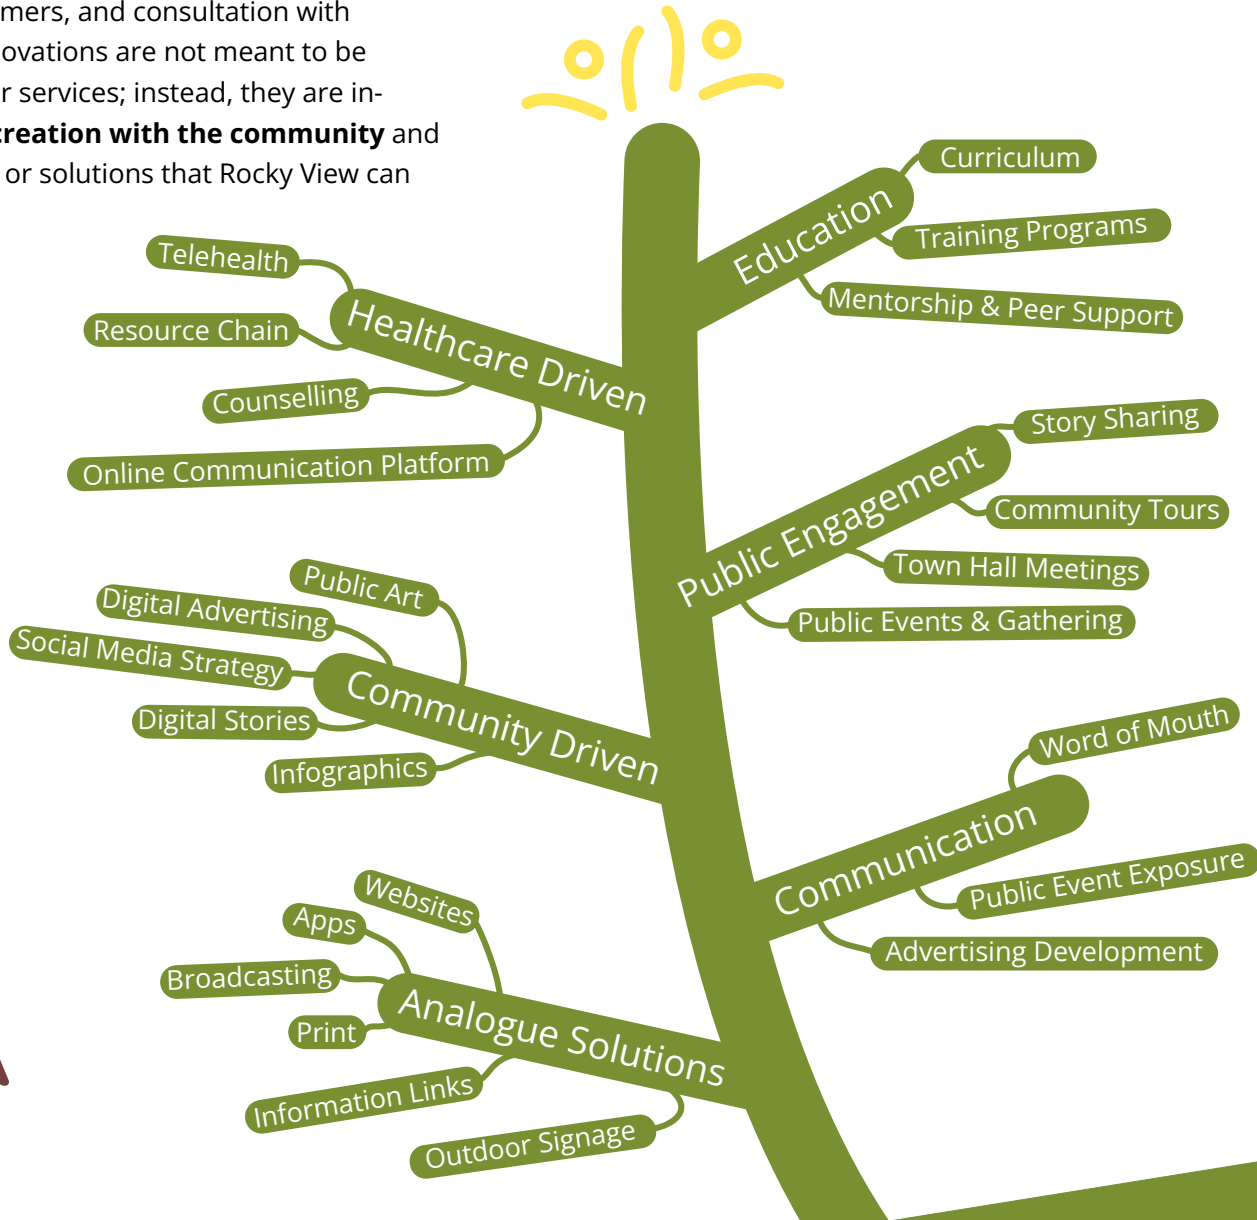 mers, and consultation with
ovations are not meant to be
r services; instead, they are in-
creation with the community and
or solutions that Rocky View can
Healthcare Driven
Telehealth
Resource Chain
Counselling
Online Communication Platform
Community Driven
Public Art
Digital Advertising
Social Media Strategy
Digital Stories
Infographics
Analogue Solutions
Websites
Apps
Broadcasting
Print
Information Links
Outdoor Signage
Education
Curriculum
Training Programs
Mentorship & Peer Support
Public Engagement
Story Sharing
Community Tours
Town Hall Meetings
Public Events & Gathering
Communication
Word of Mouth
Public Event Exposure
Advertising Development